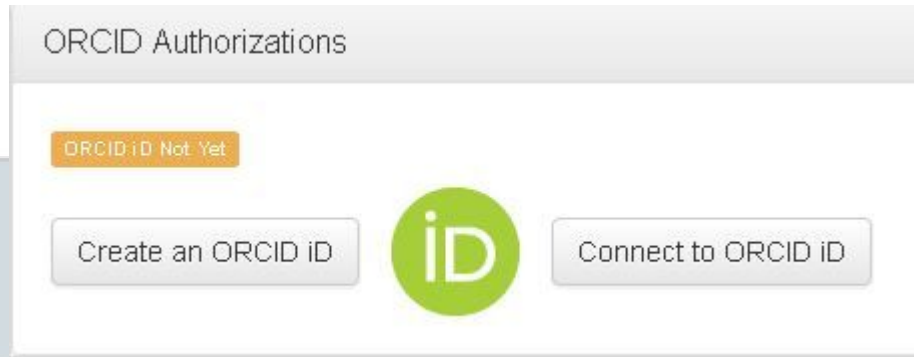 ORCID Authorizations
ORCID iD Not Yet
Create an ORCID iD
iD
Connect to ORCID iD